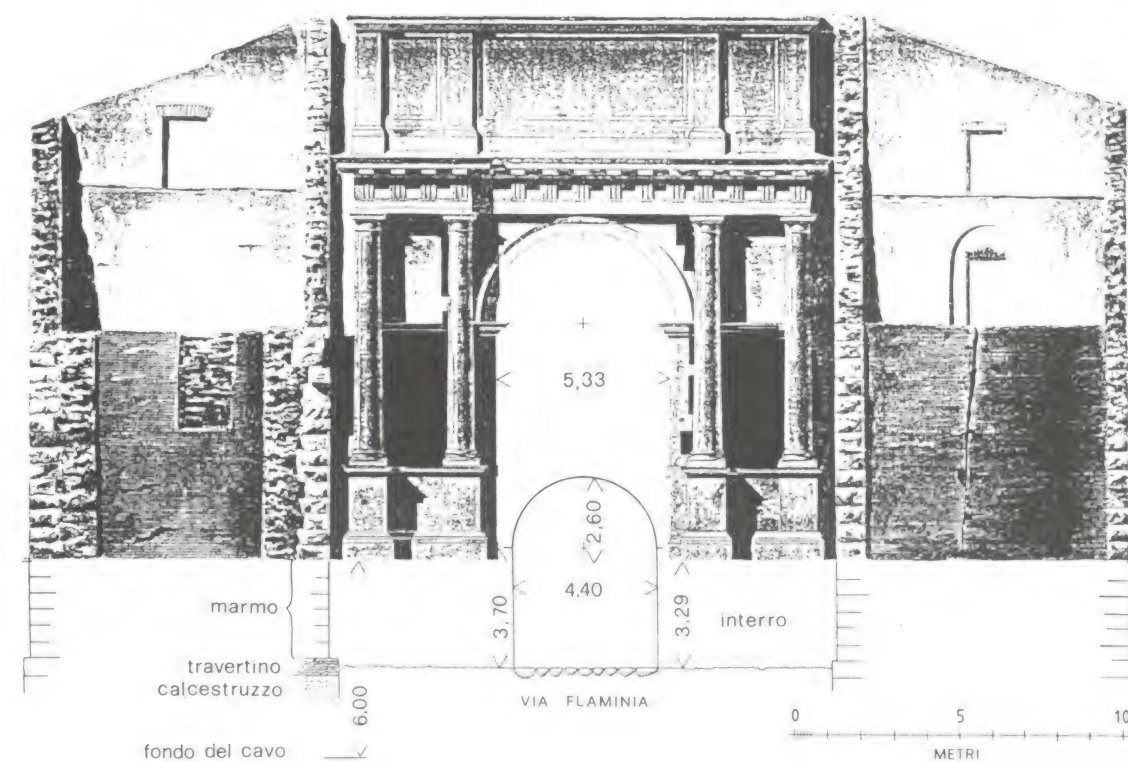 5,33
2,60
4,40
3,70
3,29
marmo
interro
travertino
calcestruzzo
6,00
VIA FLAMINIA
fondo del cavo
0 5 10
METRI